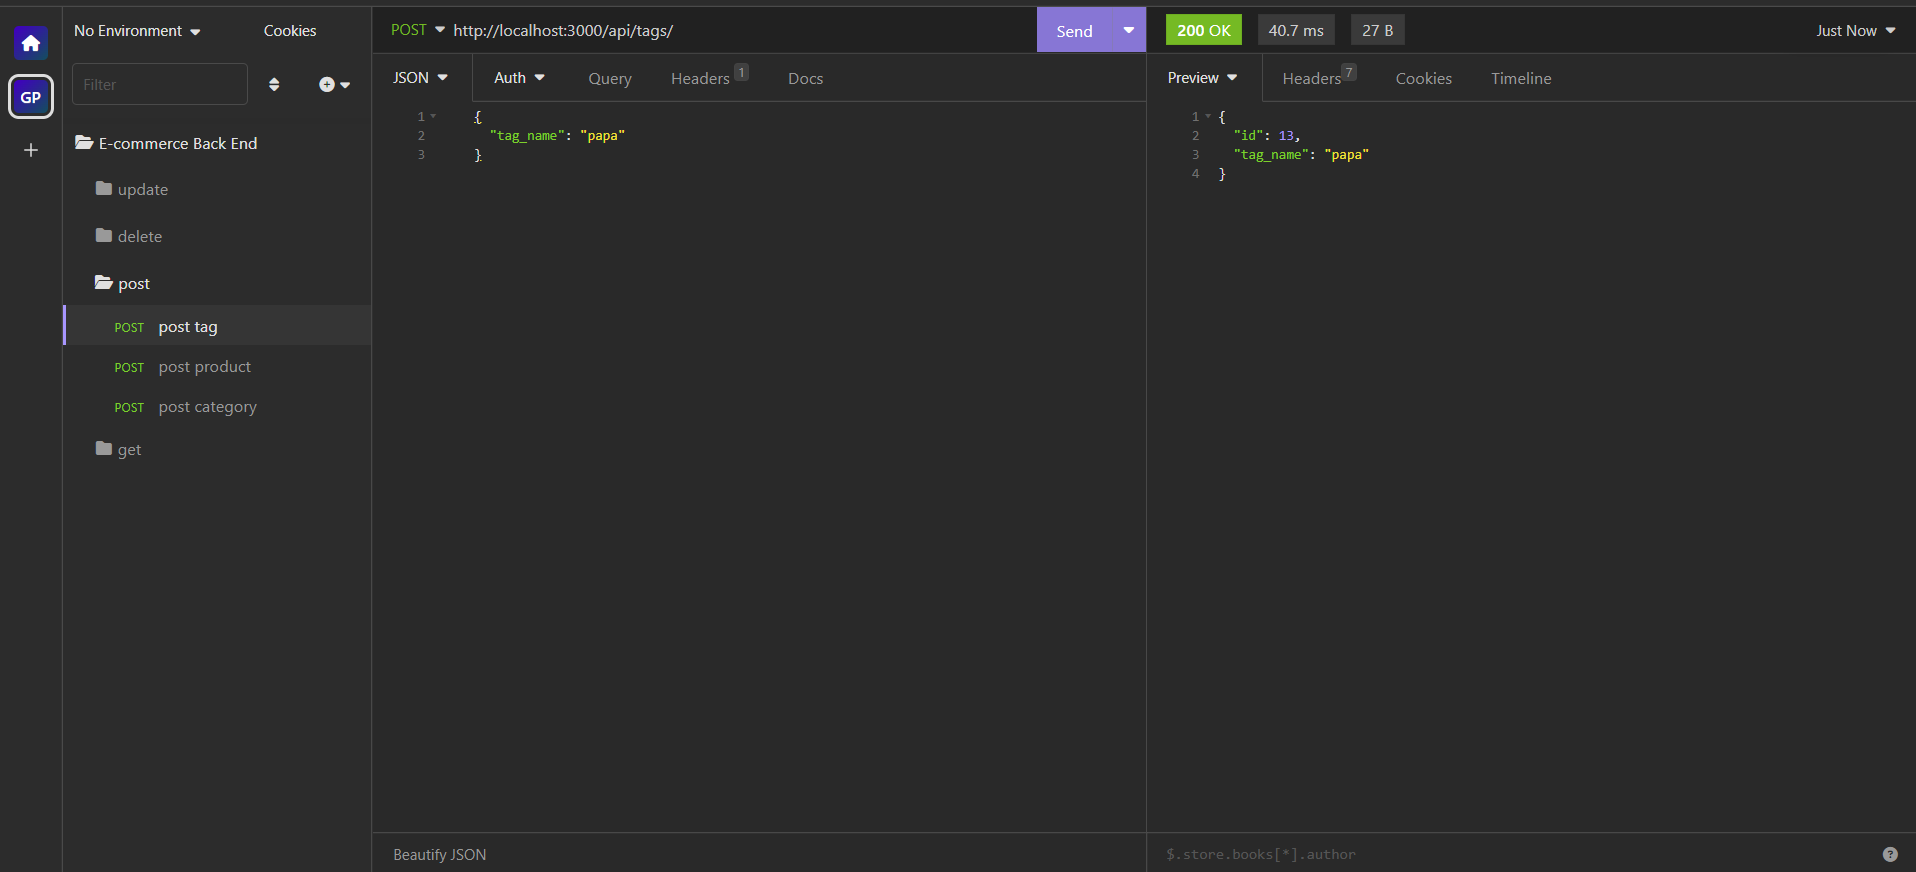 No Environment
Cookies
Filter
GP
E-commerce Back End
update
delete
post
POST post tag
POST post product
POST post category
get
POST http://localhost:3000/api/tags/
Send
JSON Auth Query Headers 1 Docs
1 {
2 "tag_name": "papa"
3 }
Beautify JSON
200 OK 40.7 ms 27 B Just Now
Preview Headers 7 Cookies Timeline
1 {
2 "id": 13,
3 "tag_name": "papa"
4 }
$.store.books[*].author
?